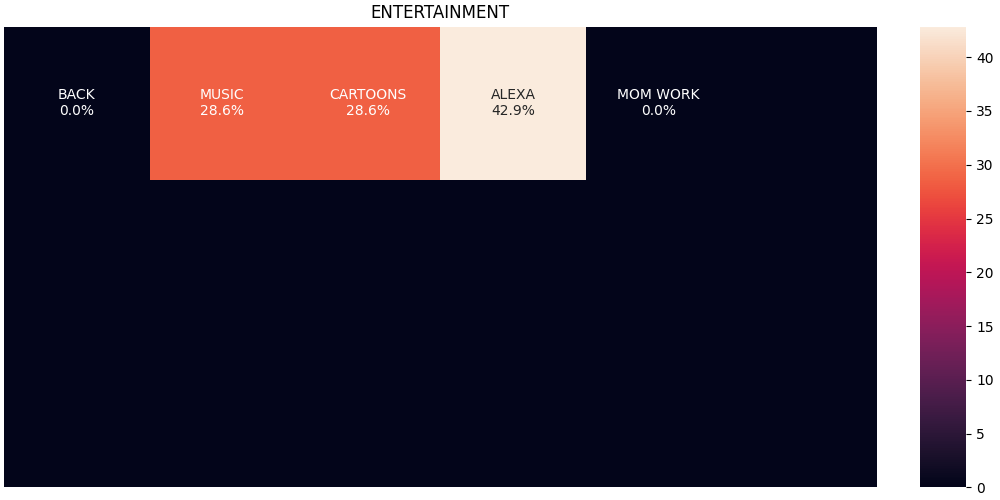 ENTERTAINMENT
BACK
0.0%
MUSIC
28.6%
CARTOONS
28.6%
ALEXA
42.9%
MOM WORK
0.0%
40
35
30
25
20
15
10
5
0